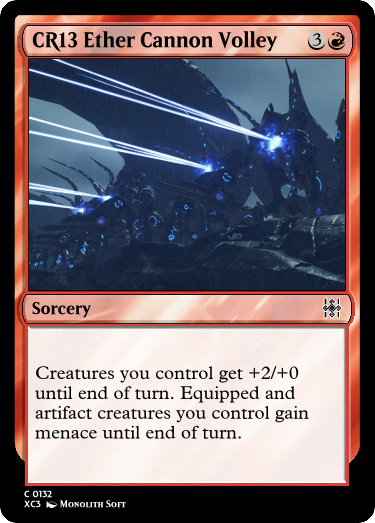 CR13 Ether Cannon Volley 3
Sorcery
Creatures you control get +2/+0
until end of turn. Equipped and
artifact creatures you control gain
menace until end of turn.
C 0132
XC3 Monolith Soft